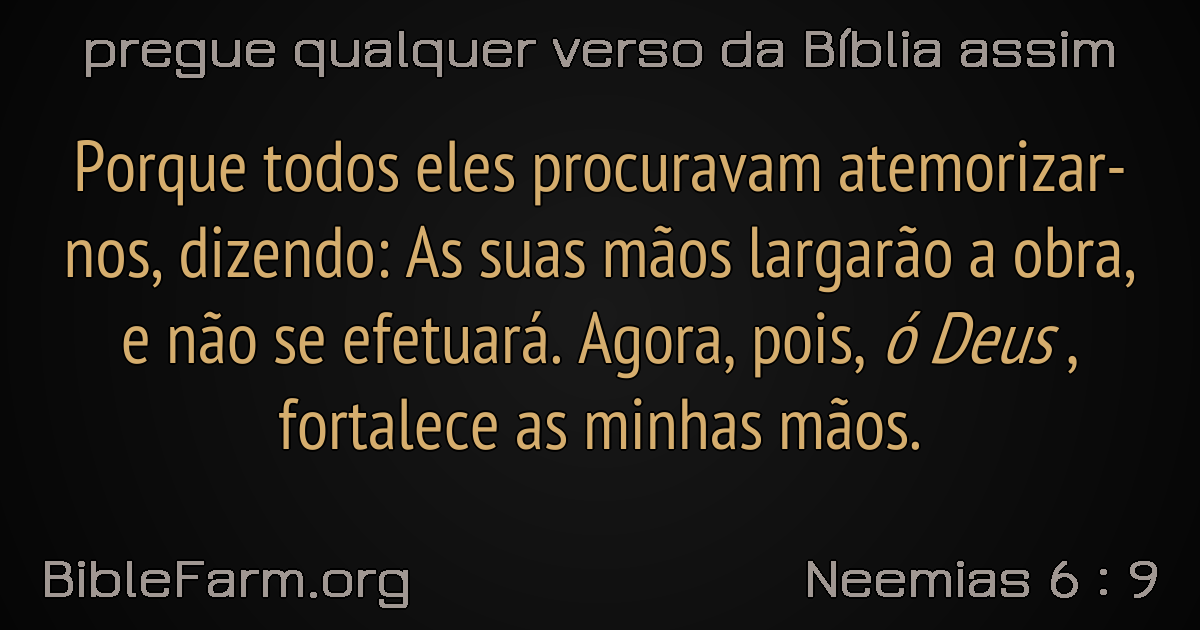 pregue qualquer verso da Bíblia assim
Porque todos eles procuravam atemorizar-
nos, dizendo: As suas mãos largarão a obra,
e não se efetuará. Agora, pois, ó Deus ,
fortalece as minhas mãos.
BibleFarm.org
Neemias 6 : 9